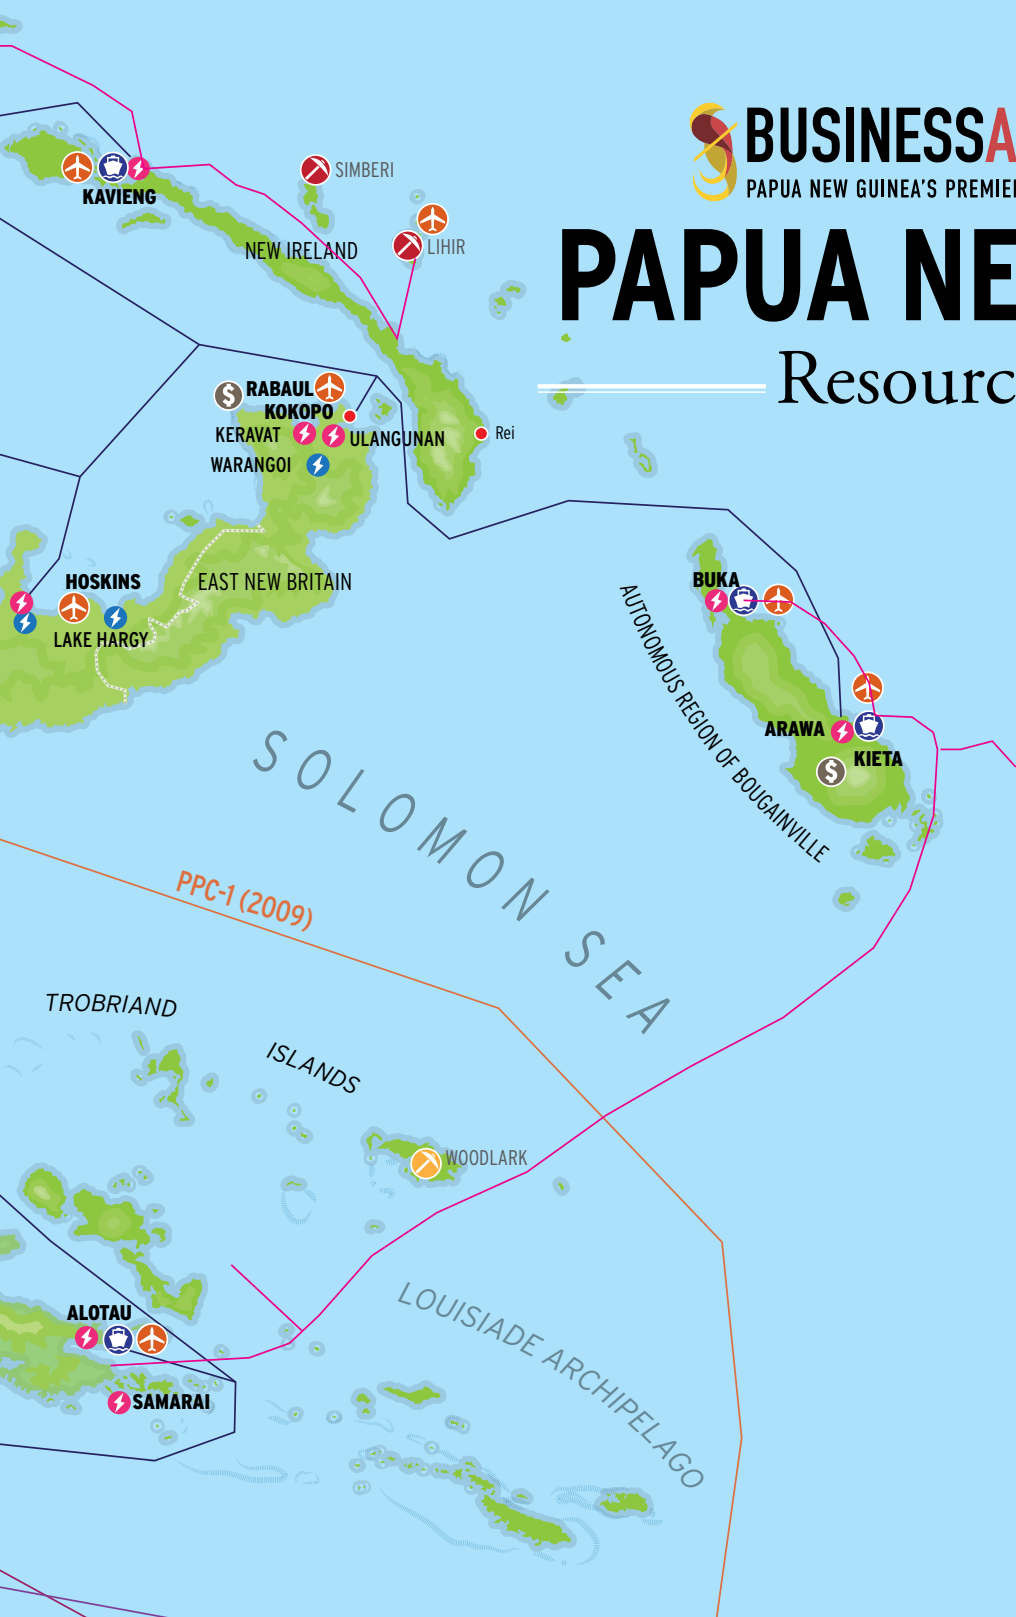 BUSINESSA
PAPUA NEW GUINEA'S PREMIER
PAPUA NE
Resourc
KAVIENG
SIMBERI
NEW IRELAND
LIHIR
$
RABAUL
KOKOPO
KERAVAT
ULANGUNAN
Rei
WARANGOI
HOSKINS
EAST NEW BRITAIN
LAKE HARGY
BUKA
AUTONOMOUS REGION OF BOUGAINVILLE
ARAWA
KIETA
$
SOLOMON SEA
PPC-1 (2009)
TROBRIAND
ISLANDS
WOODLARK
LOUISIADE ARCHIPELAGO
ALOTAU
SAMARAI